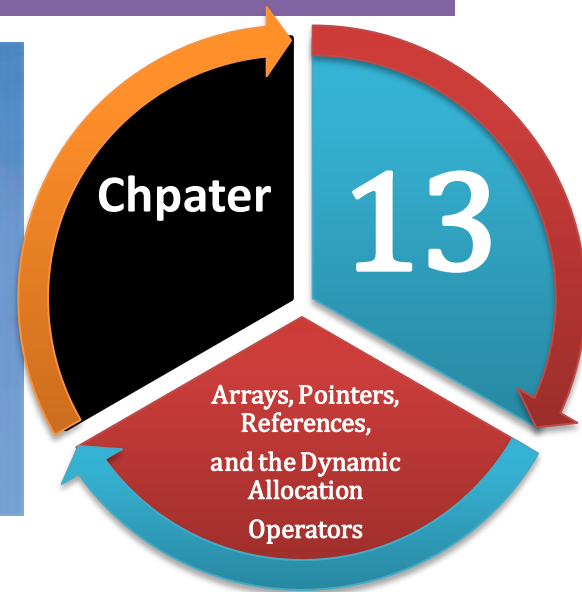 Chpater
13
Arrays, Pointers,
References,
and the Dynamic
Allocation
Operators